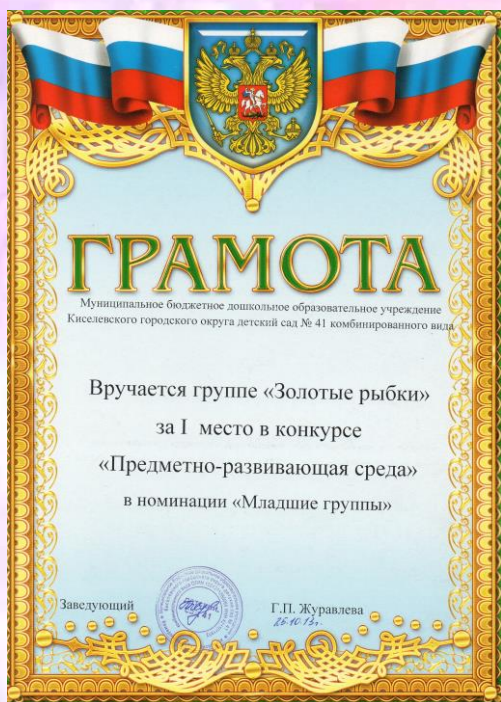 ГРАМОТА
Муниципальное бюджетное дошкольное образовательное учреждение
Киселевского городского округа детский сад № 41 комбинированного вида
Вручается группе «Золотые рыбки»
за I место в конкурсе
«Предметно-развивающая среда»
в номинации «Младшие группы»
Заведующий
Г.П. Журавлева
25.10.13г.